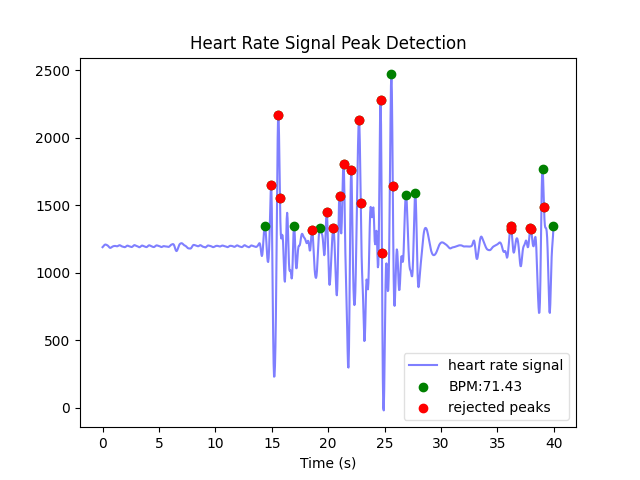 Heart Rate Signal Peak Detection
2500
2000
1500
1000
500
0
heart rate signal
BPM:71.43
rejected peaks
0 5 10 15 20 25 30 35 40
Time (s)